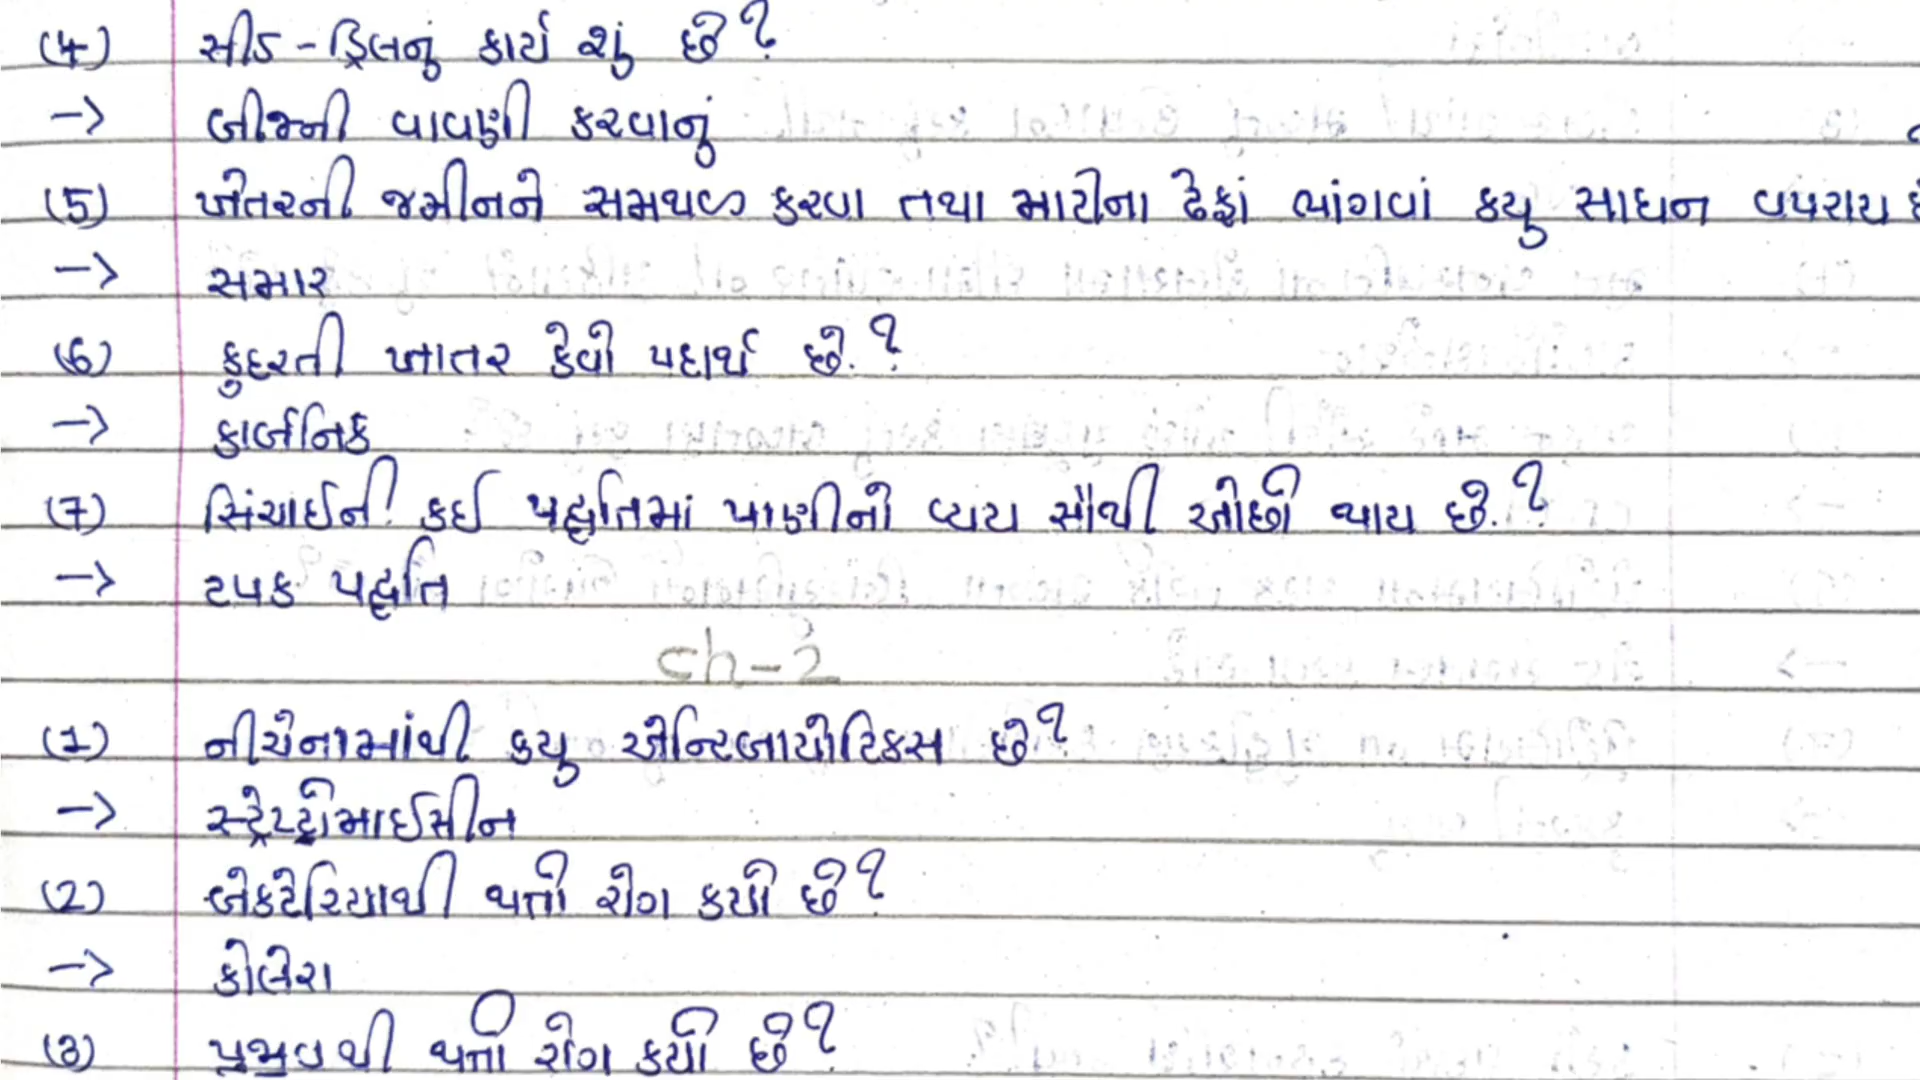 (4) સીડ - ડ્રિલનું કાર્ય શું છે?
-> બીજની વાવણી કરવાનું
(5) ખેતરની જમીનને સમથળ કરવા તથા માટીના ઢેફાં ભાંગવાં કયુ સાધન વપરાય છે
-> સમાર
(6) કુદરતી ખાતર કેવો પદાર્થ છે.?
-> કાર્બનિક
(7) સિંચાઈની કઈ પદ્ધતિમાં પાણીનો વ્યય સૌથી ઓછો થાય છે.?
-> ટપક પદ્ધતિ
ch-2
(1) નીચેનામાંથી કયુ એન્ટિબાયોટિકસ છે?
-> સ્ટ્રેપ્ટ્રોમાઈસીન
(2) બેકટેરિયાથી થતો રોગ કયો છે?
-> કોલેરા
(3) પ્રજીવથી થતો રોગ કયો છે?